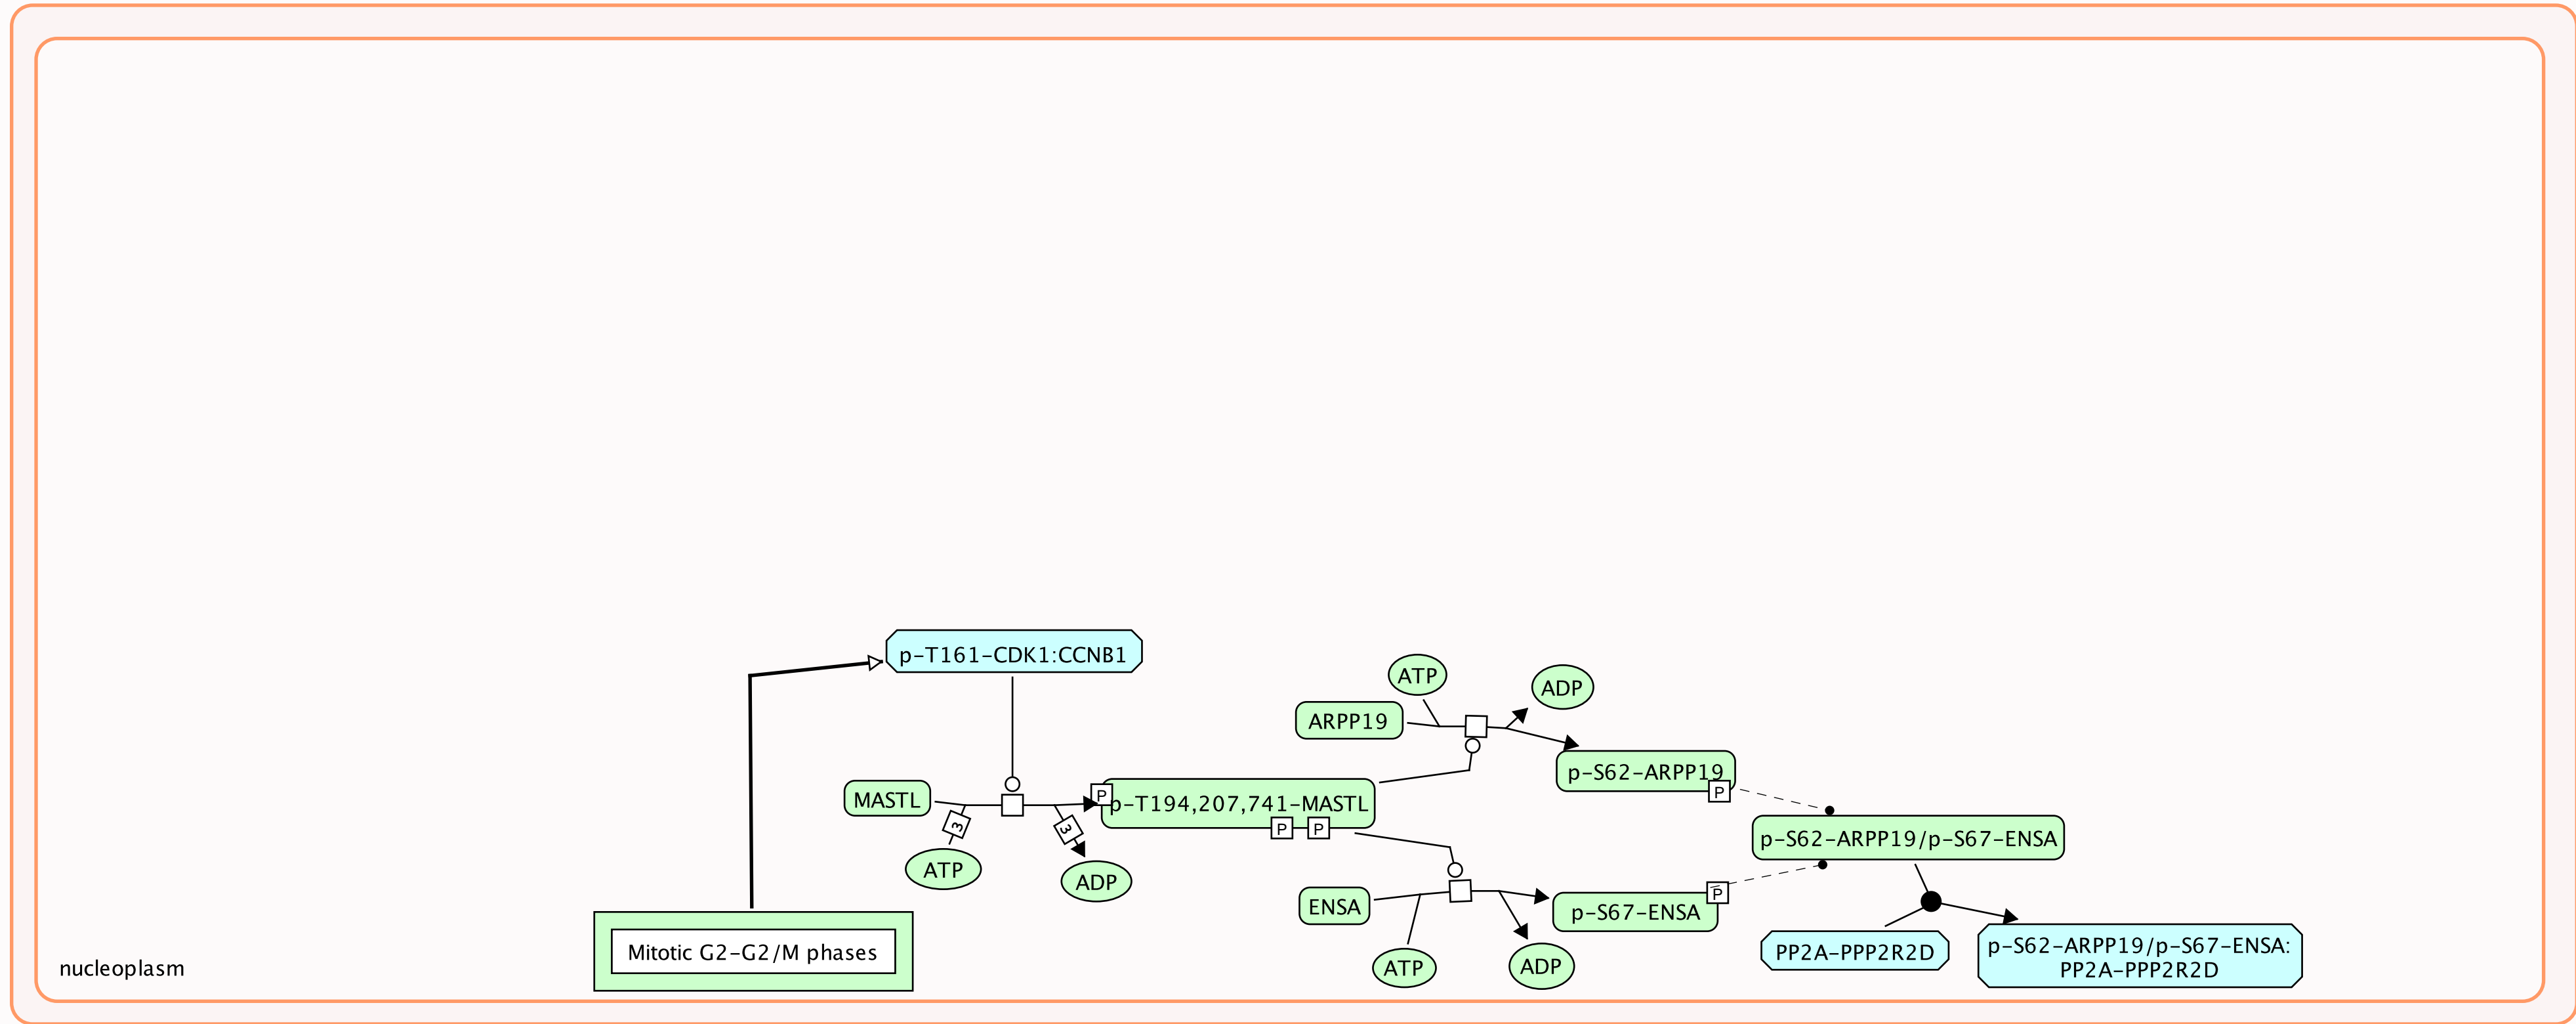 p-T161-CDK1:CCNB1
ATP
ADP
ARPP19
p-S62-ARPP19
P
MASTL
P
p-T194,207,741-MASTL
P
P
3
3
ATP
ADP
p-S62-ARPP19/p-S67-ENSA
ENSA
P
p-S67-ENSA
Mitotic G2-G2/M phases
PP2A-PPP2R2D
p-S62-ARPP19/p-S67-ENSA:
PP2A-PPP2R2D
ATP
ADP
nucleoplasm